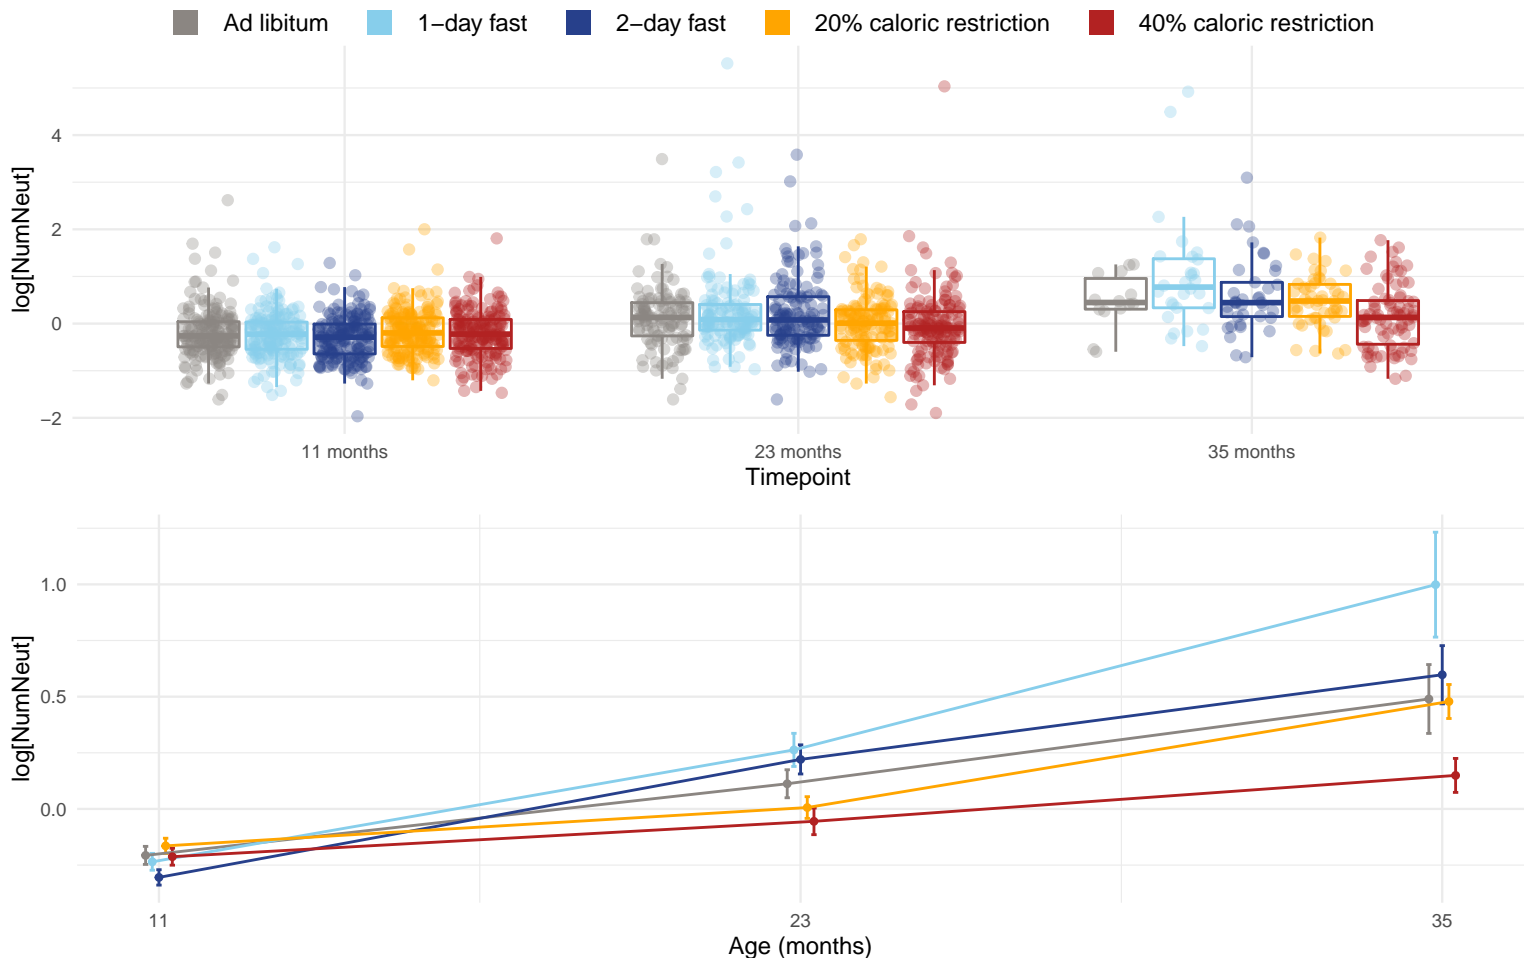 Ad libitum 1−day fast 2−day fast 20% caloric restriction 40% caloric restriction
log[NumNeut]
4
2
0
−2
11 months 23 months 35 months
Timepoint
log[NumNeut]
1.0
0.5
0.0
11 23 35
Age (months)